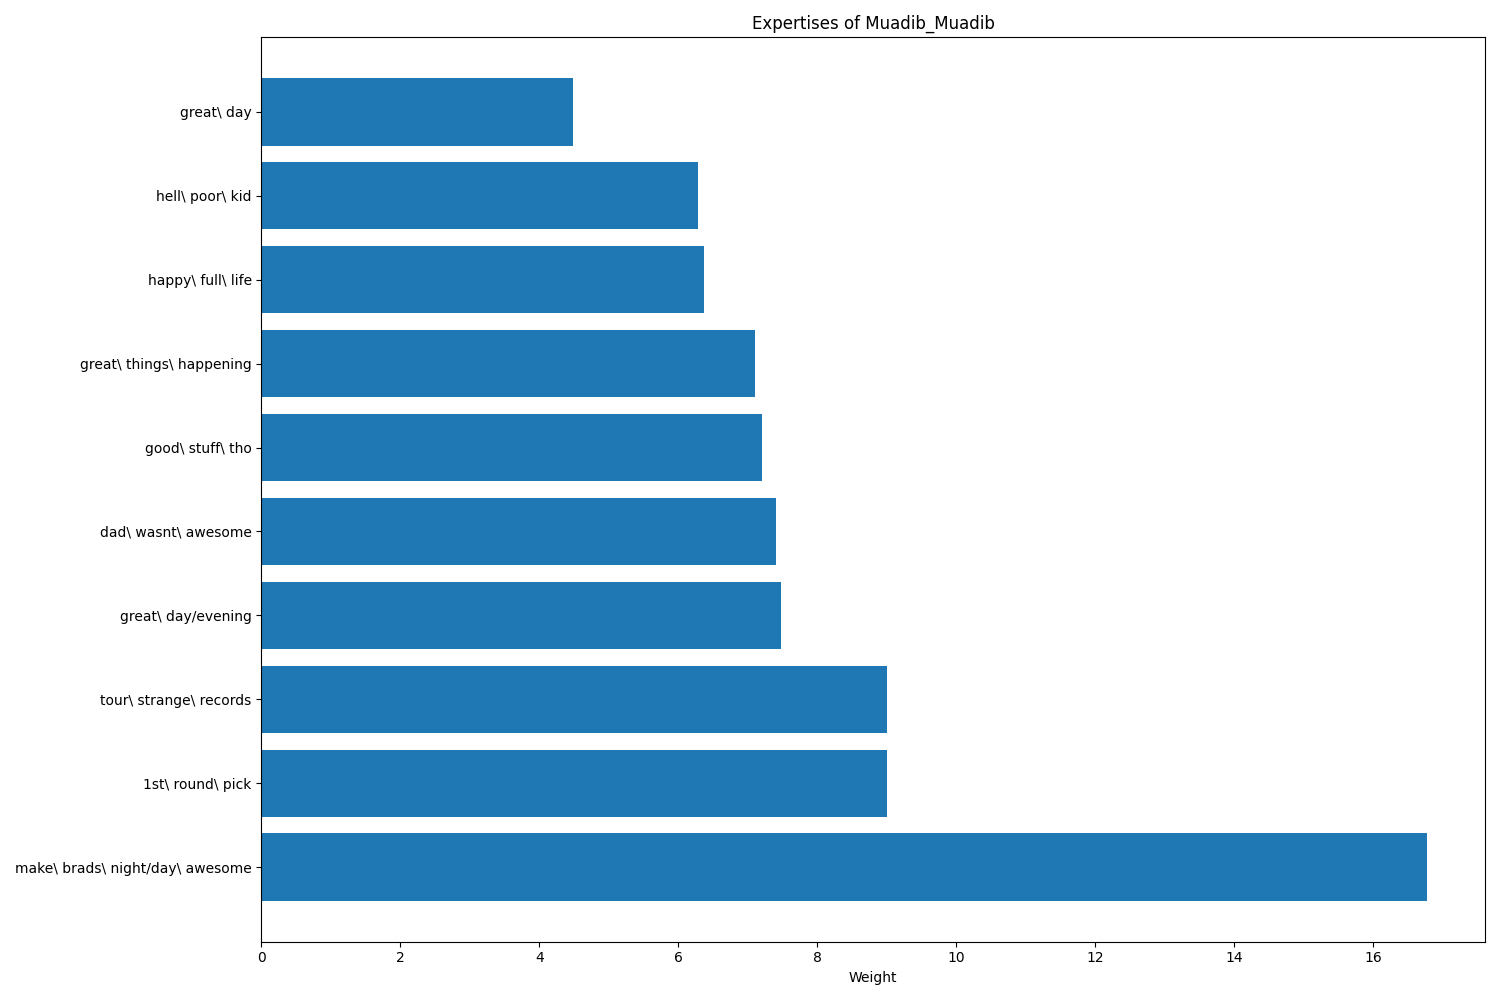 Expertises of Muadib_Muadib
great\ day
hell\ poor\ kid
happy\ full\ life
great\ things\ happening
good\ stuff\ tho
dad\ wasnt\ awesome
great\ day/evening
tour\ strange\ records
1st\ round\ pick
make\ brads\ night/day\ awesome
0 2 4 6 8 10 12 14 16
Weight